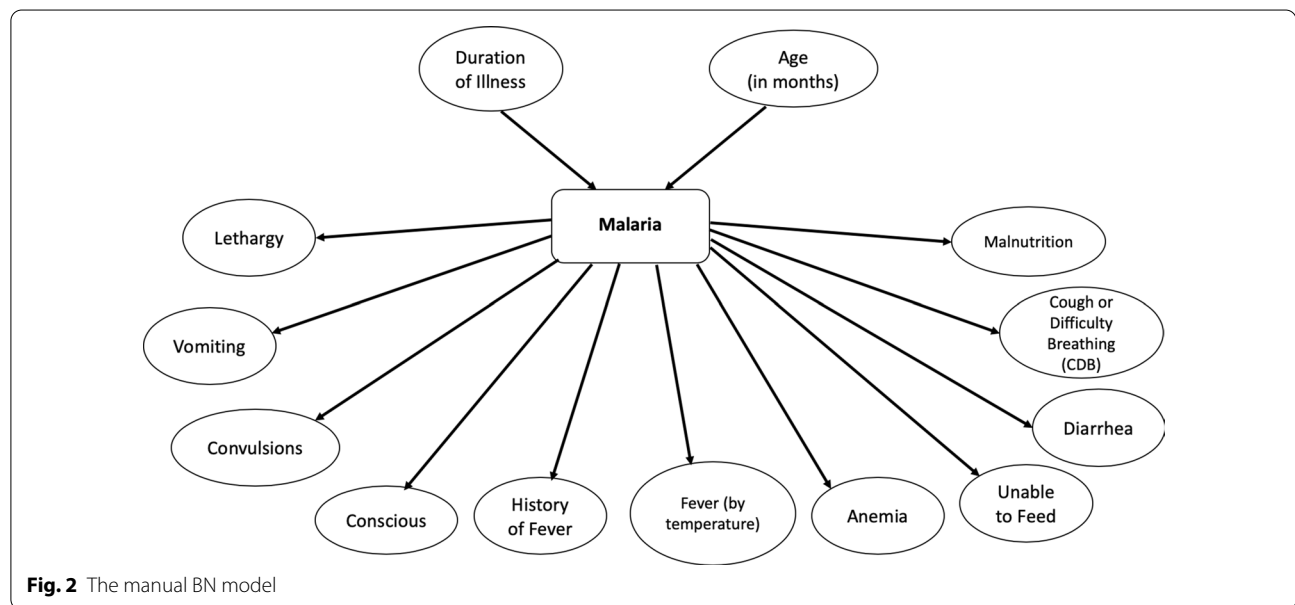 Duration
of Illness
Age
(in months)
Malaria
Lethargy
Malnutrition
Vomiting
Cough or
Difficulty
Breathing
(CDB)
Convulsions
Diarrhea
Conscious
History
of Fever
Fever (by
temperature)
Anemia
Unable
to Feed
Fig. 2 The manual BN model